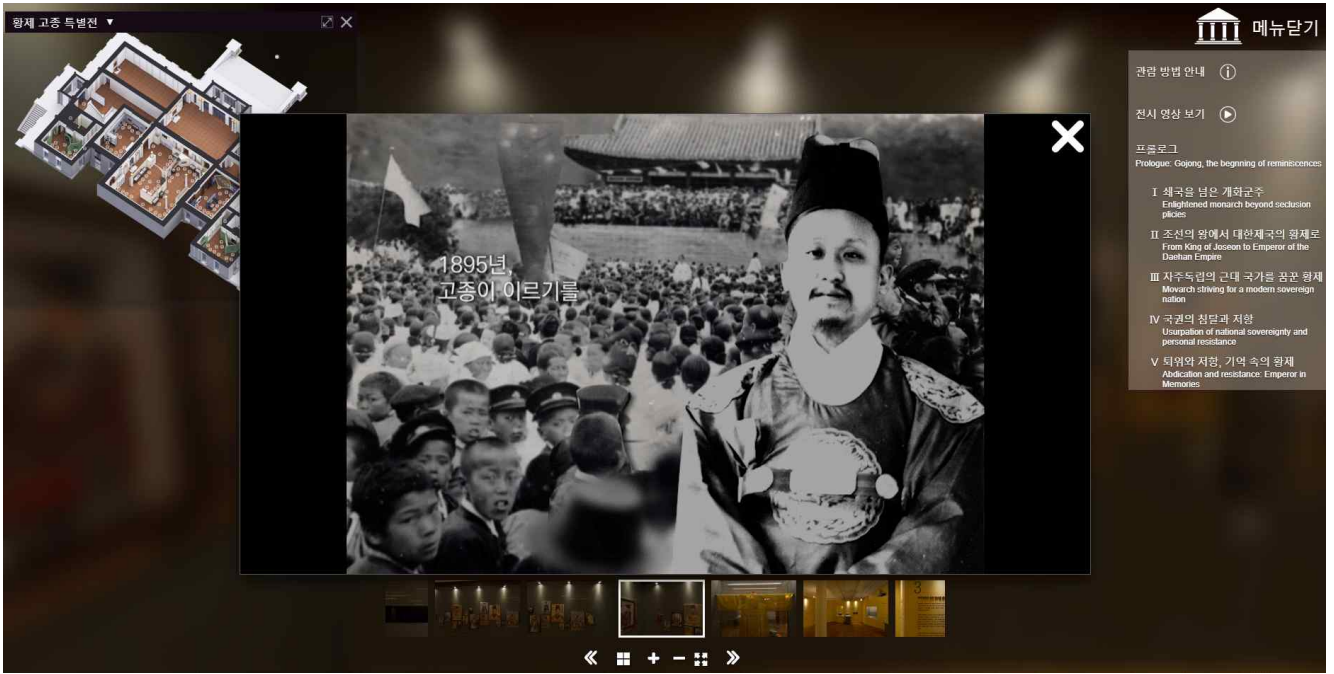 황제 고종 특별전 ▼
메뉴닫기
관람 방법 안내
전시 영상 보기
프롤로그
Prologue: Gojong, the begnning of reminiscences
Ⅰ 쇄국을 넘은 개화군주
Enlightened monarch beyond seclusion
plicies
Ⅱ 조선의 왕에서 대한제국의 황제로
From King of Joseon to Emperor of the
Daehan Empire
Ⅲ 자주독립의 근대 국가를 꿈꾼 황제
Movarch striving for a modern sovereign
nation
Ⅳ 국권의 침탈과 저항
Usurpation of national sovereignty and
personal resistance
Ⅴ 퇴위와 저항, 기억 속의 황제
Abdication and resistance: Emperor in
Memories
1895년,
고종이 이르기를
3